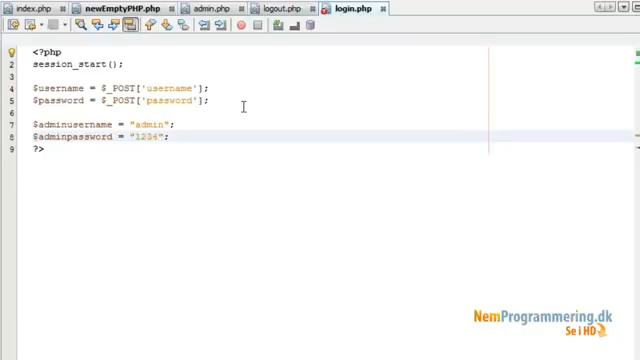 index.php newEmptyPHP.php admin.php logout.php login.php
<?php
2 session_start();
3
4 $username = $_POST['username'];
5 $password = $_POST['password'];
6
7 $adminusername = "admin";
8 $adminpassword = "1234";
9 ?>
NemProgrammering.dk
Se i HD